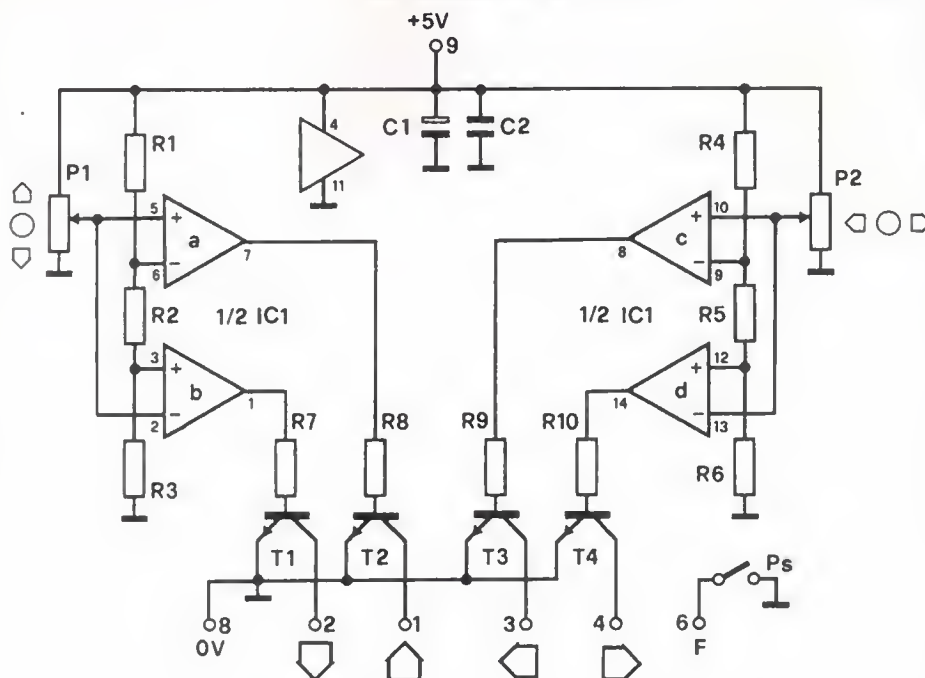 +5V
9
R1
4
C1
C2
R4
P1
11
P2
5
+
a
7
6
−
10
+
c
8
9
−
R2
1/2 IC1
1/2 IC1
R5
3
+
b
1
2
−
12
+
d
14
13
−
R7
R8
R9
R10
R3
R6
T1
T2
T3
T4
Ps
8
2
1
3
4
6
0V
F